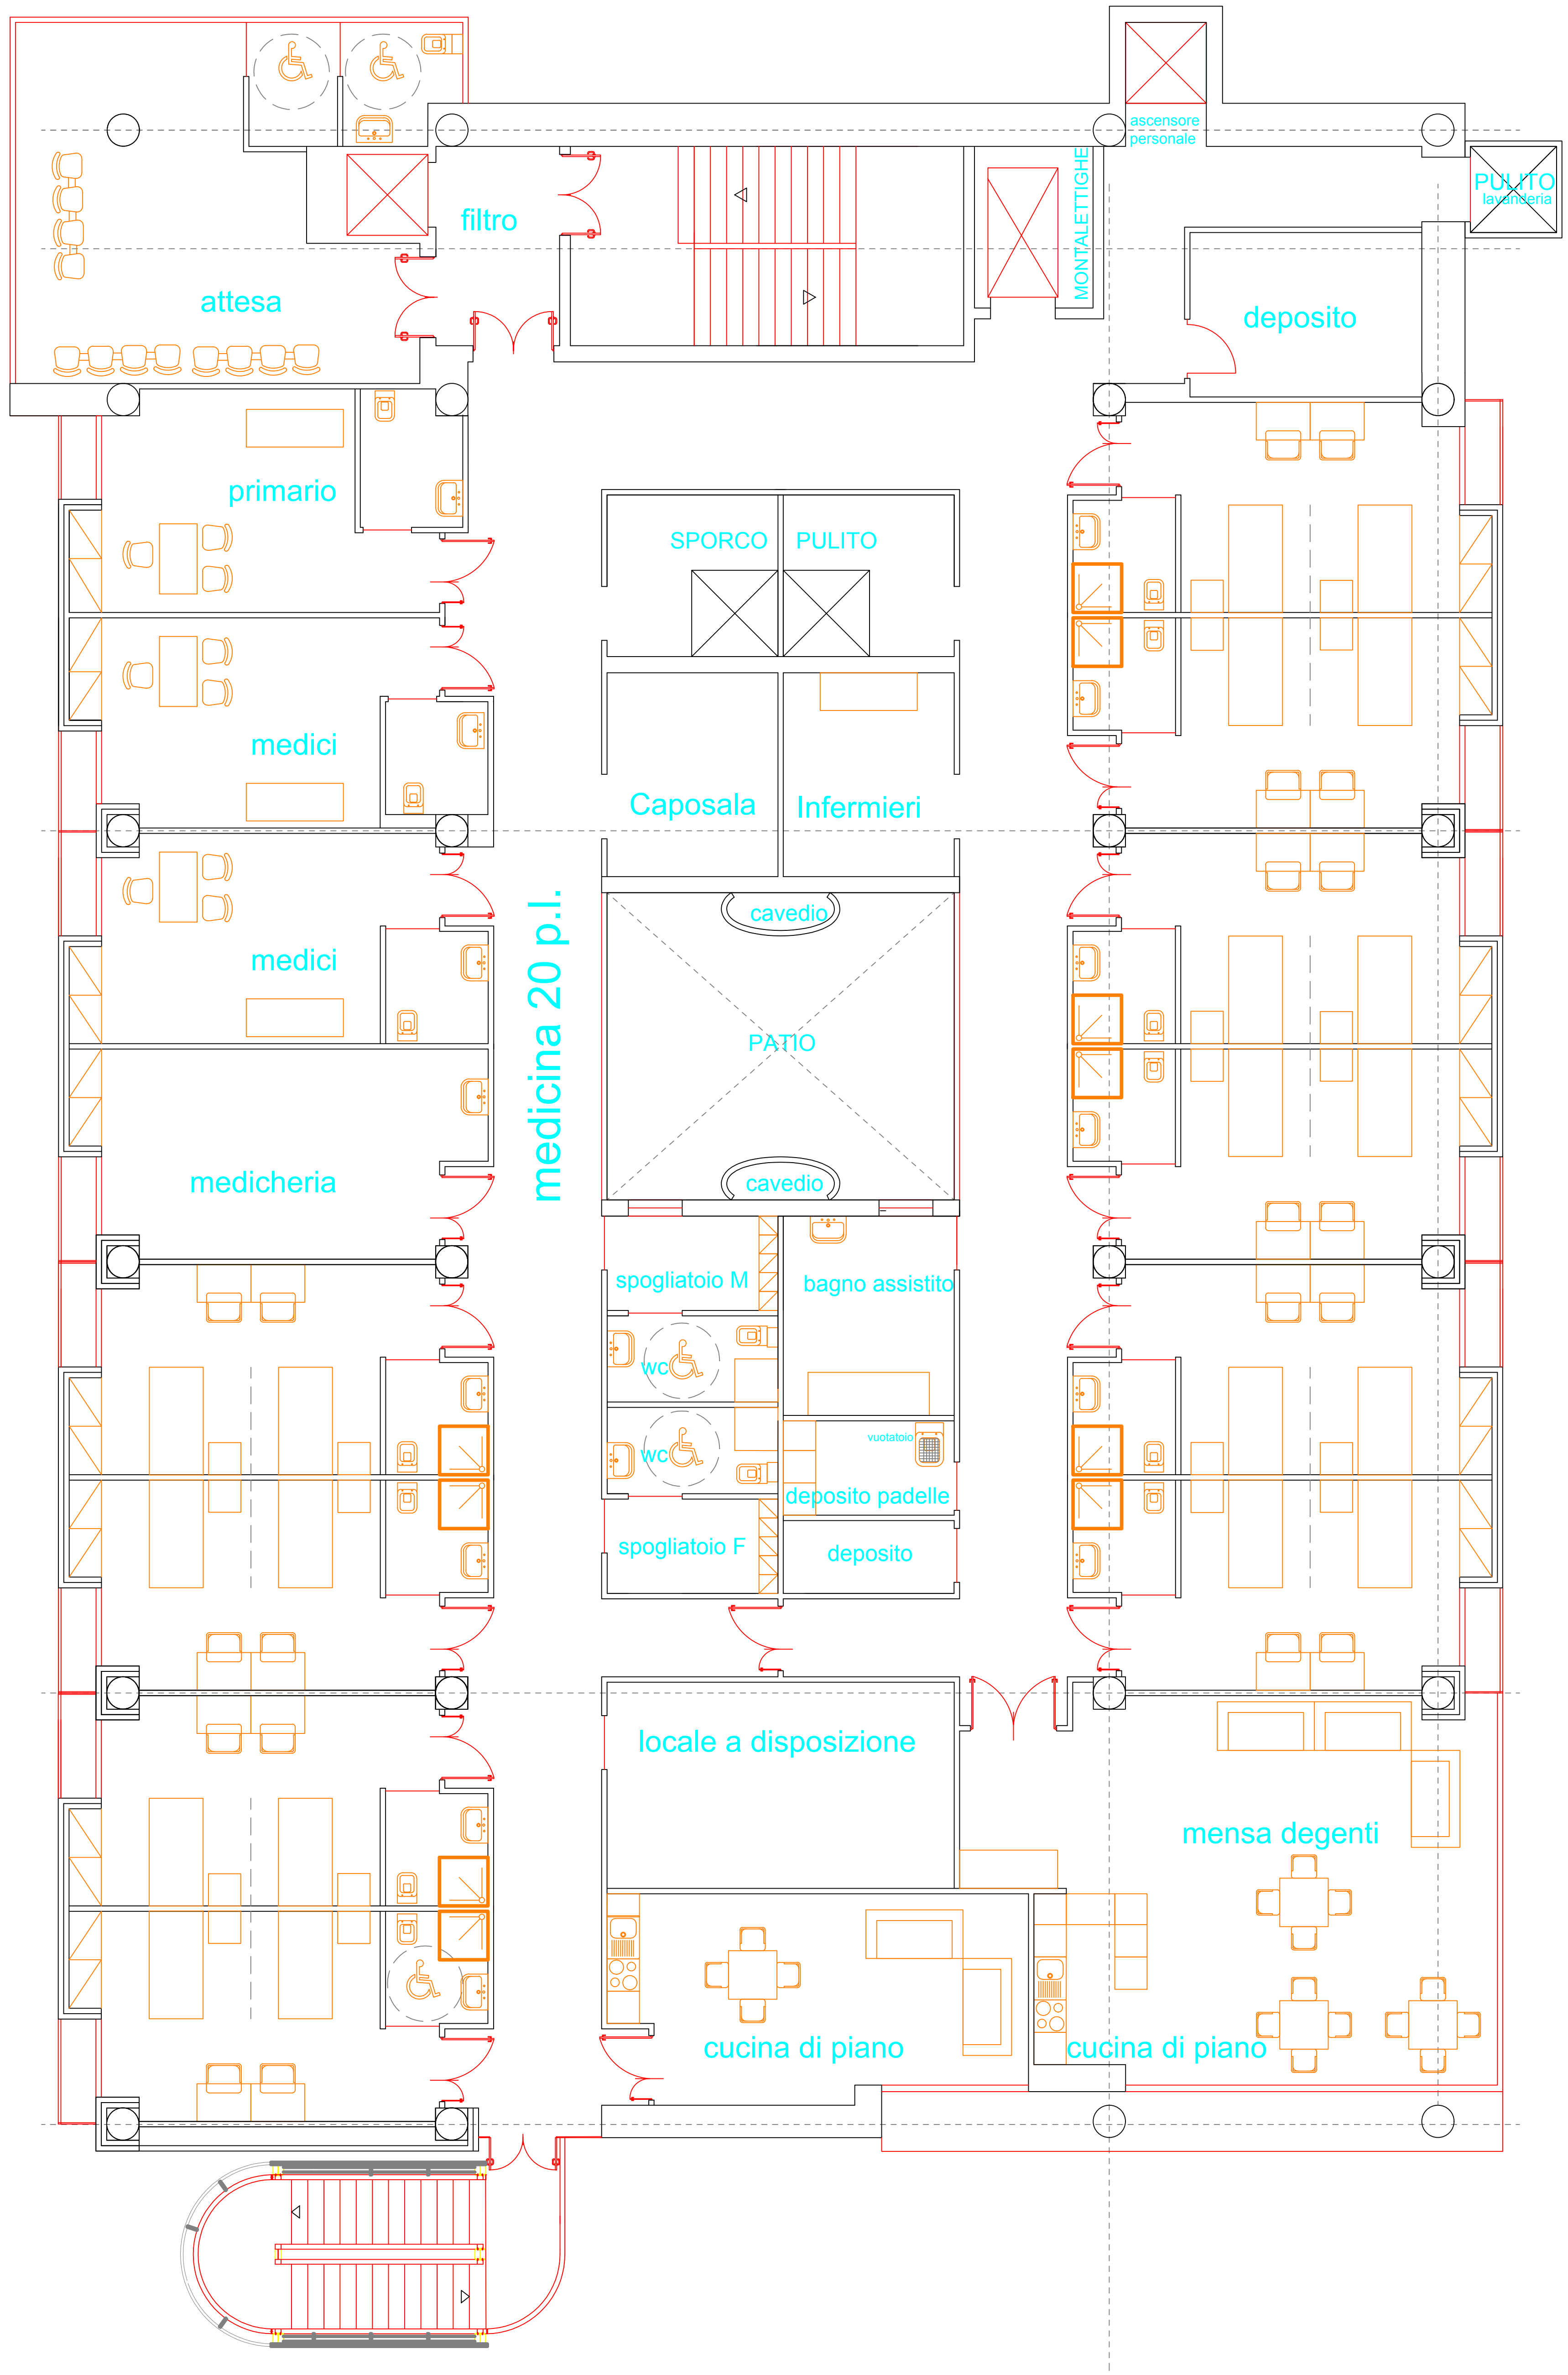 ascensore
personale
MONTALETTIGHE
PULITO
lavanderia
filtro
attesa
deposito
primario
SPORCO
PULITO
medici
Caposala
Infermieri
medicina 20 p.l.
cavedio
medici
PATIO
medicheria
cavedio
spogliatoio M
bagno assistito
wc
vuotatoio
wc
deposito padelle
spogliatoio F
deposito
locale a disposizione
mensa degenti
cucina di piano
cucina di piano